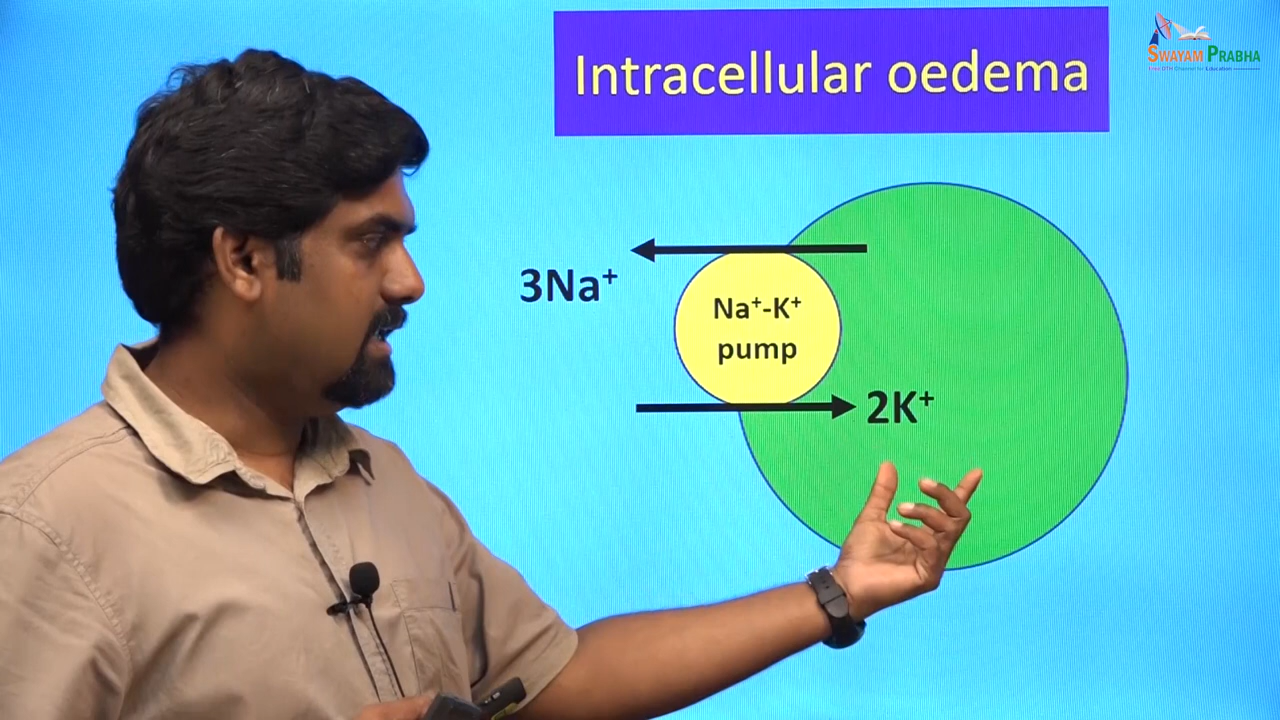 Intracellular oedema
SWAYAM PRABHA
3Na⁺
Na⁺-K⁺
pump
2K⁺